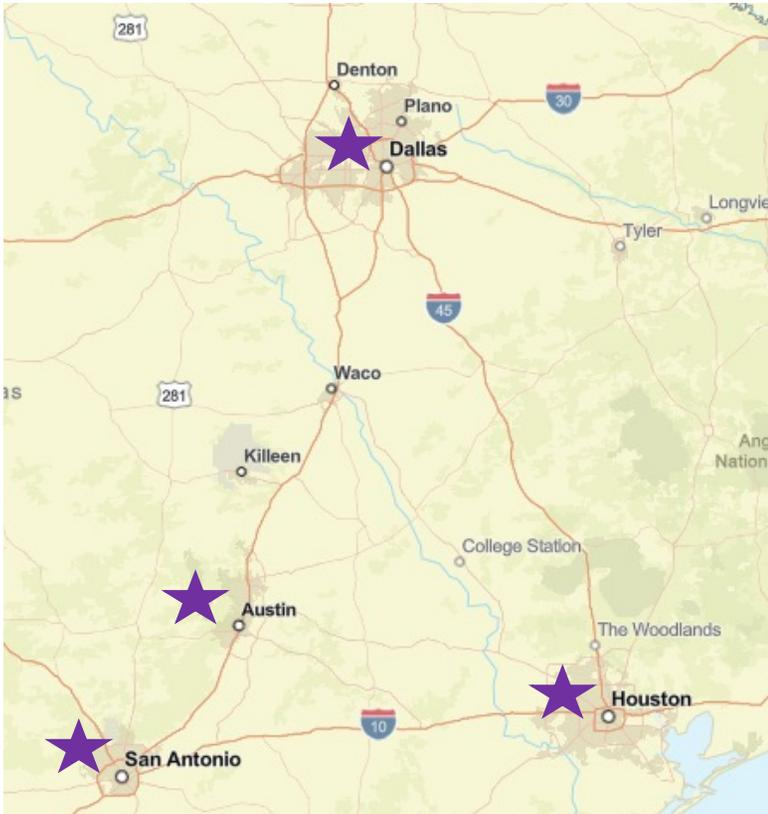 281
Denton
30
Plano
Dallas
Longvie
Tyler
45
Waco
as
281
Ang
Nation
Killeen
College Station
Austin
The Woodlands
Houston
10
San Antonio